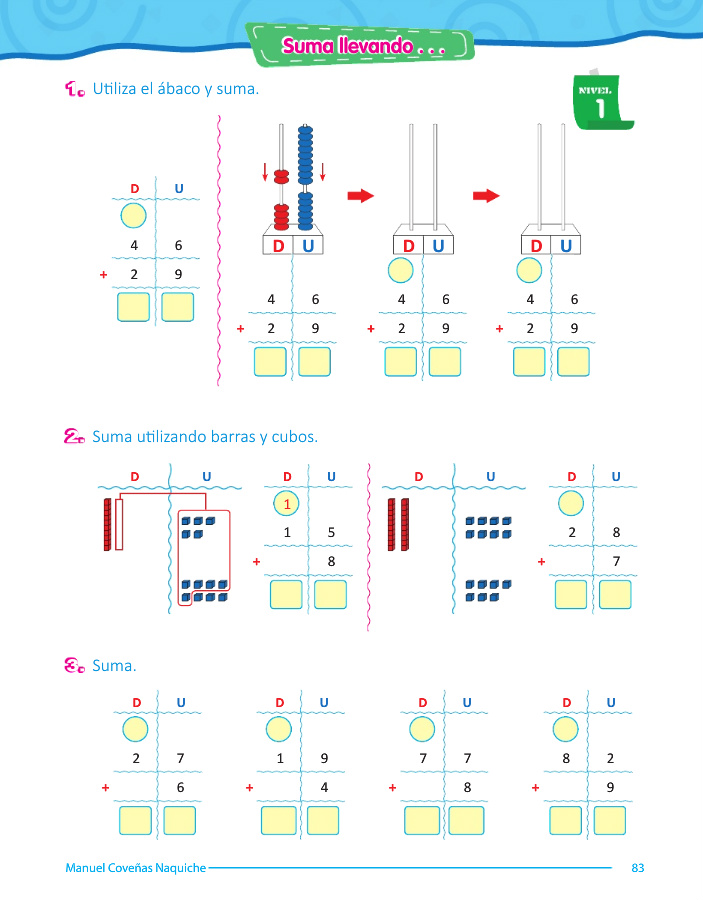 Suma llevando . . .
1. Utiliza el ábaco y suma.
NIVEL
1
D U
4 6
+ 2 9
D U
4 6
+ 2 9
D U
4 6
+ 2 9
D U
4 6
+ 2 9
2. Suma utilizando barras y cubos.
D U
D U
1
1 5
+ 8
D U
D U
2 8
+ 7
3. Suma.
D U
2 7
+ 6
D U
1 9
+ 4
D U
7 7
+ 8
D U
8 2
+ 9
Manuel Coveñas Naquiche
83